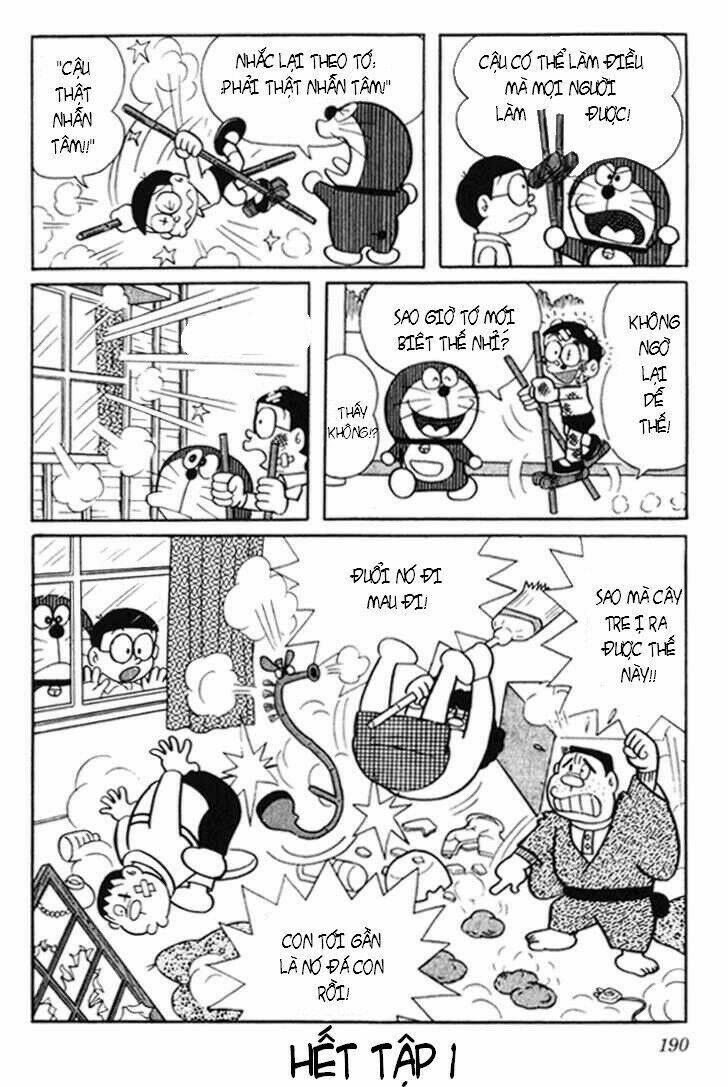 "CẬU
THẬT
NHẪN
TÂM!!"
NHẮC LẠI THEO TỚ:
PHẢI THẬT NHẪN TÂM!"
CẬU CÓ THỂ LÀM ĐIỀU
MÀ MỌI NGƯỜI
LÀM ĐƯỢC!
SAO GIỜ TỚ MỚI
BIẾT THẾ NHỈ?
THẤY
KHÔNG!?
KHÔNG
NGỜ
LẠI
DỄ
THẾ!
ĐUỔI NÓ ĐI
MAU ĐI!
SAO MÀ CÂY
TRE Ị RA
ĐƯỢC THẾ
NÀY!!
CON TỚI GẦN
LÀ NÓ ĐÁ CON
RỒI!
190
HẾT TẬP 1